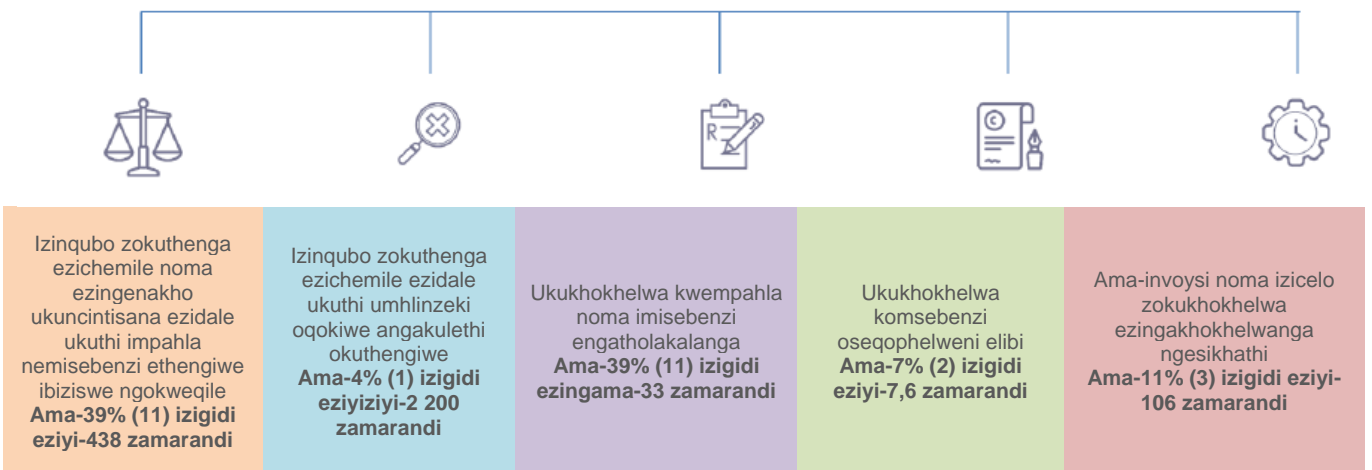 Izinqubo zokuthenga
ezichemile noma
ezingenakho
ukuncintisana ezidale
ukuthi impahla
nemisebenzi ethengiwe
ibiziswe ngokweqile
Ama-39% (11) izigidi
eziyi-438 zamarandi
Izinqubo zokuthenga
ezichemile ezidale
ukuthi umhlinzeki
oqokiwe angakulethi
okuthengiwe
Ama-4% (1) izigidi
eziyiziyi-2 200
zamarandi
R
Ukukhokhelwa kwempahla
noma imisebenzi
engatholakalanga
Ama-39% (11) izigidi
ezingama-33 zamarandi
©
Ukukhokhelwa
komsebenzi
oseqophelweni elibi
Ama-7% (2) izigidi
eziyi-7,6 zamarandi
Ama-invoysi noma izicelo
zokukhokhelwa
ezingakhokhelwanga
ngesikhathi
Ama-11% (3) izigidi eziyi-
106 zamarandi